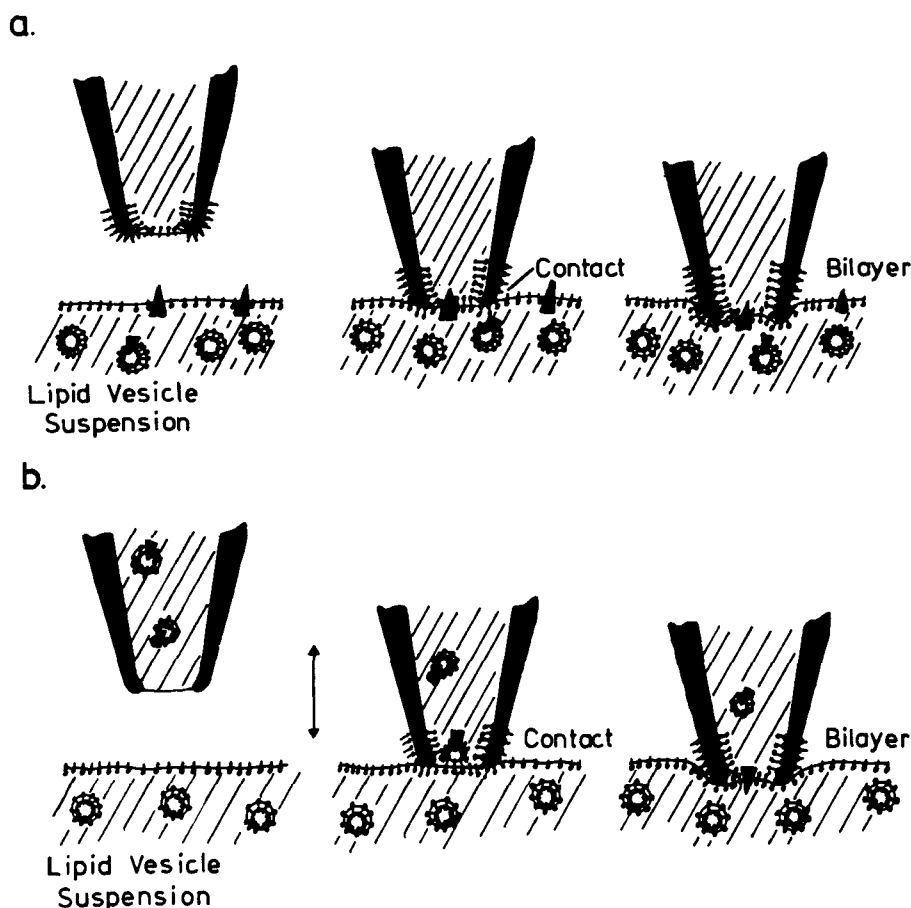 a.
Contact
Bilayer
Lipid Vesicle
Suspension
b.
Contact
Bilayer
Lipid Vesicle
Suspension